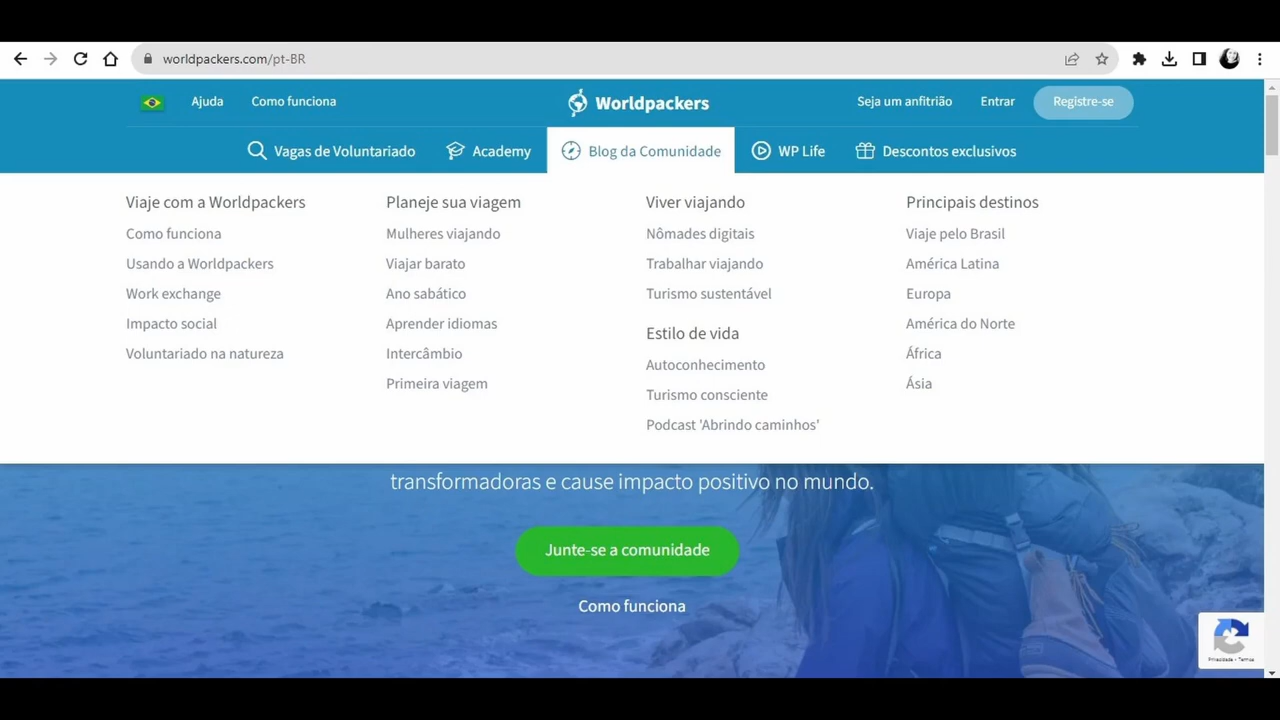 worldpackers.com/pt-BR
Ajuda
Como funciona
Worldpackers
Seja um anfitrião
Entrar
Registre-se
Vagas de Voluntariado
Academy
Blog da Comunidade
WP Life
Descontos exclusivos
Viaje com a Worldpackers
Como funciona
Usando a Worldpackers
Work exchange
Impacto social
Voluntariado na natureza
Planeje sua viagem
Mulheres viajando
Viajar barato
Ano sabático
Aprender idiomas
Intercâmbio
Primeira viagem
Viver viajando
Nômades digitais
Trabalhar viajando
Turismo sustentável
Estilo de vida
Autoconhecimento
Turismo consciente
Podcast 'Abrindo caminhos'
Principais destinos
Viaje pelo Brasil
América Latina
Europa
América do Norte
África
Ásia
transformadoras e cause impacto positivo no mundo.
Junte-se a comunidade
Como funciona
Privacidade - Termos